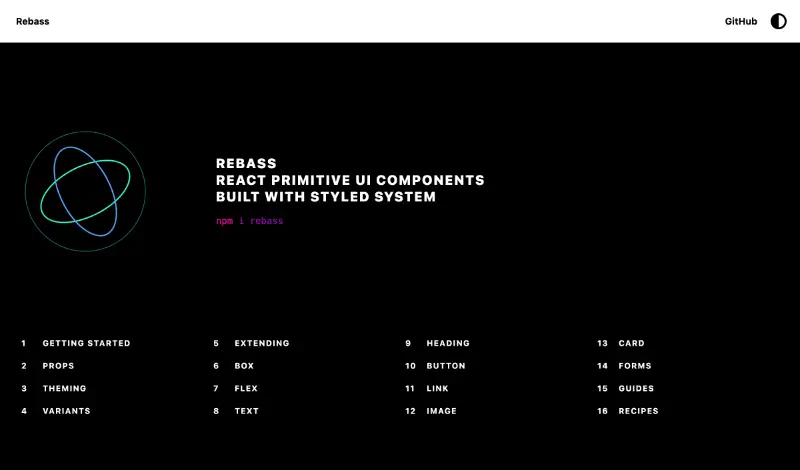 Rebass
GitHub
REBASS
REACT PRIMITIVE UI COMPONENTS
BUILT WITH STYLED SYSTEM
npm i rebass
1 GETTING STARTED
2 PROPS
3 THEMING
4 VARIANTS
5 EXTENDING
6 BOX
7 FLEX
8 TEXT
9 HEADING
10 BUTTON
11 LINK
12 IMAGE
13 CARD
14 FORMS
15 GUIDES
16 RECIPES